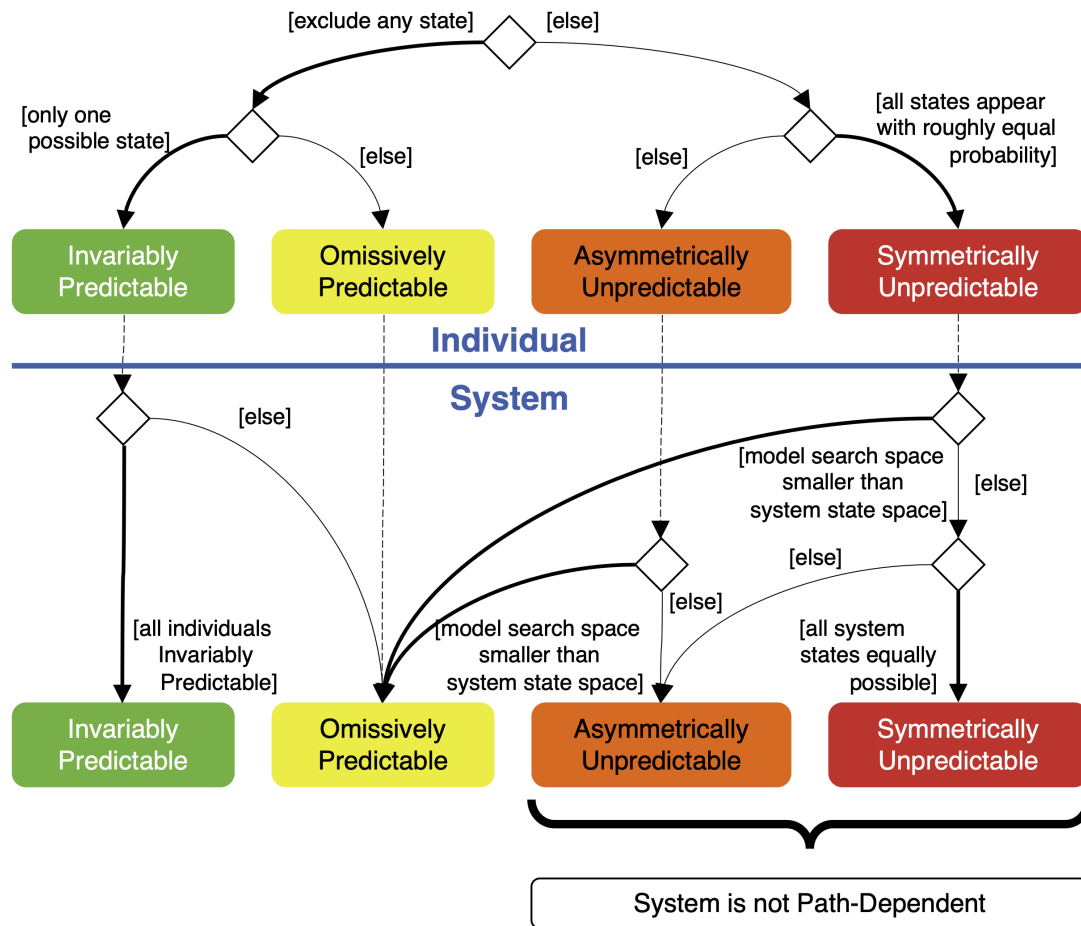 [exclude any state]
[else]
[only one
possible state]
[else]
[else]
[all states appear
with roughly equal
probability]
Invariably
Predictable
Omissively
Predictable
Asymmetrically
Unpredictable
Symmetrically
Unpredictable
Individual
System
[else]
[model search space
smaller than
system state space]
[else]
[else]
[all individuals
Invariably
Predictable]
[model search space
smaller than
system state space]
[else]
[all system
states equally
possible]
Invariably
Predictable
Omissively
Predictable
Asymmetrically
Unpredictable
Symmetrically
Unpredictable
System is not Path-Dependent